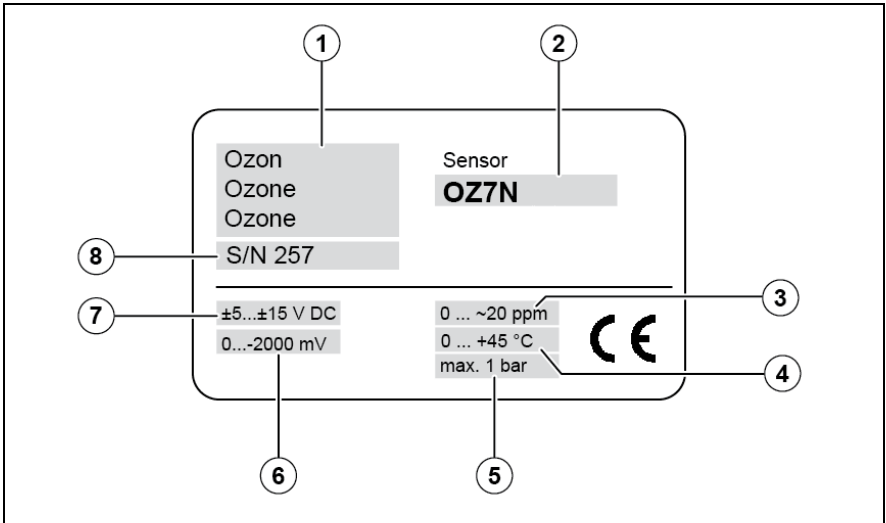 1
2
Ozon
Ozone
Ozone
Sensor
OZ7N
8
S/N 257
7
±5...±15 V DC
0...-2000 mV
0 ... ~20 ppm
0 ... +45 °C
max. 1 bar
CE
3
4
6
5